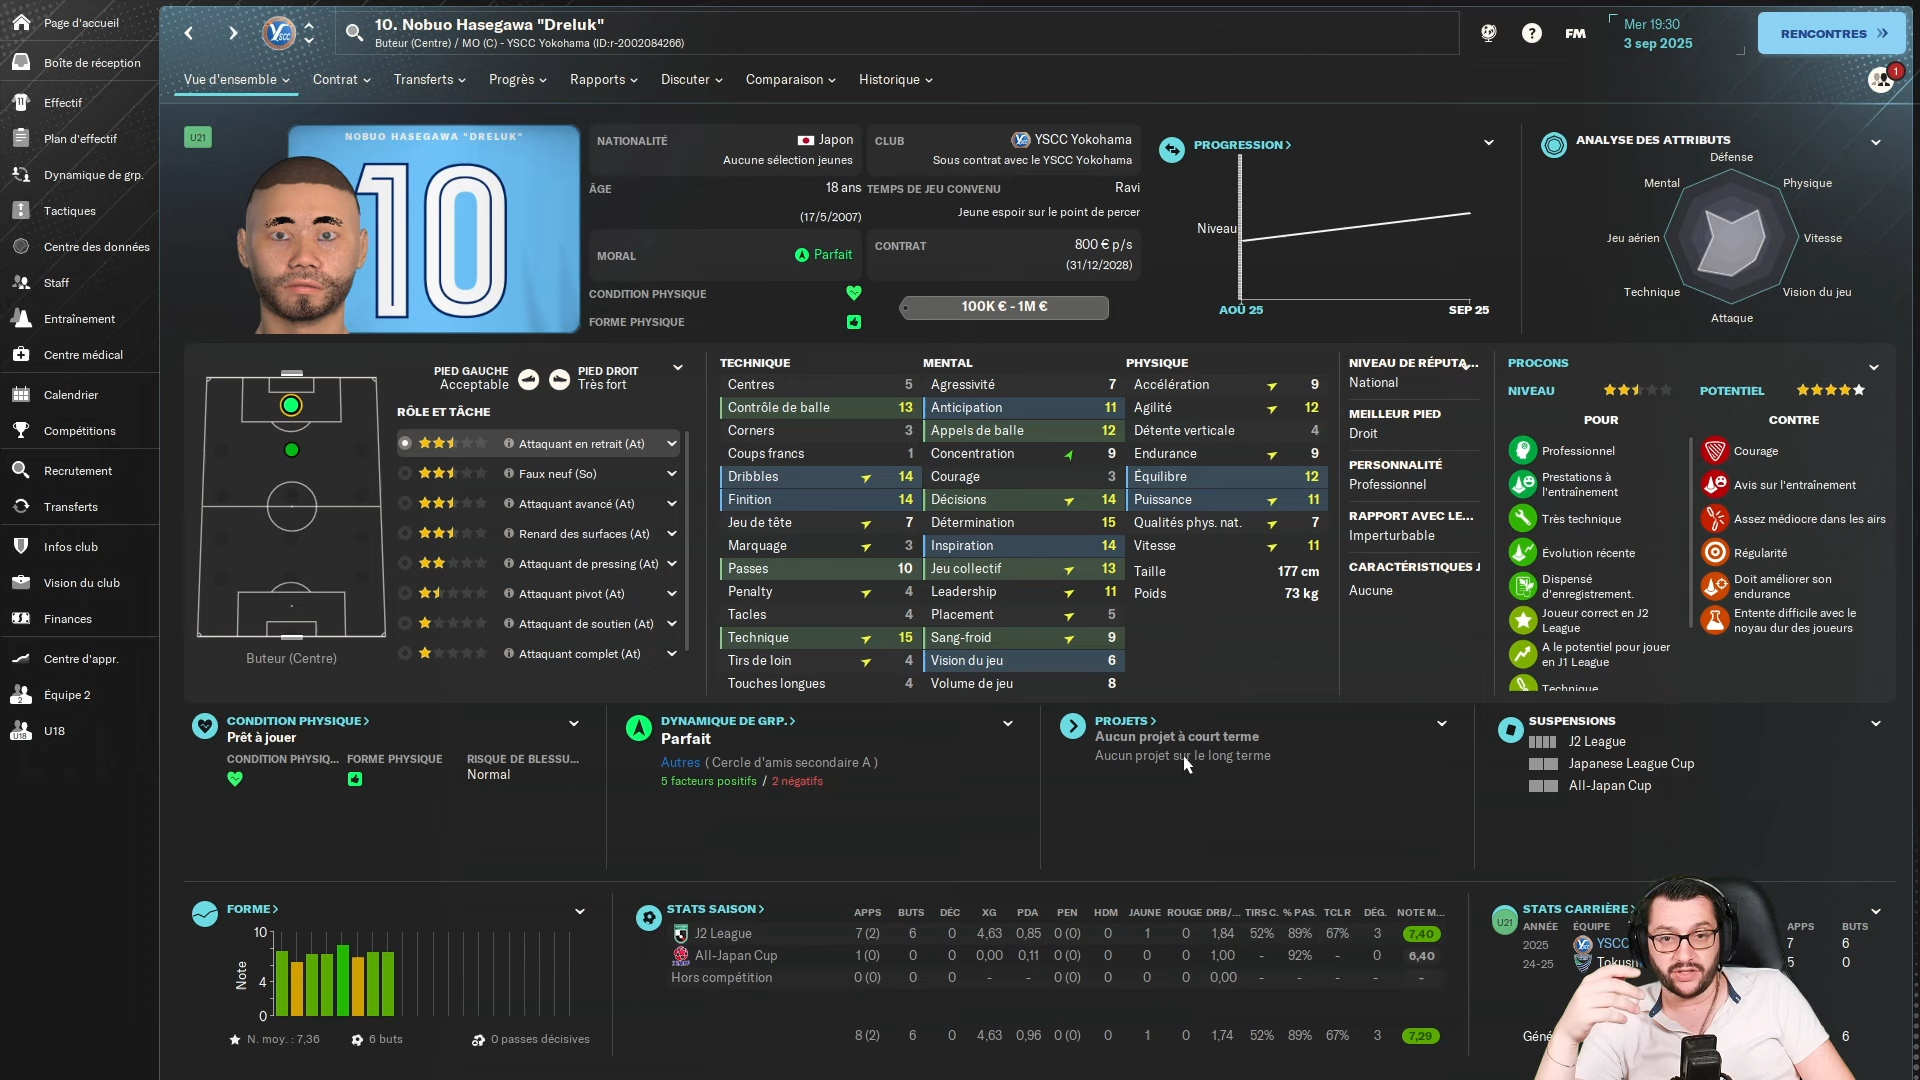 Page d'accueil
Boîte de réception
Effectif
Plan d'effectif
Dynamique de grp.
Tactiques
Centre des données
Staff
Entraînement
Centre médical
Calendrier
Compétitions
Recrutement
Transferts
Infos club
Vision du club
Finances
Centre d'appr.
Équipe 2
U18
10. Nobuo Hasegawa "Dreluk"
Buteur (Centre) / MO (C) - YSCC Yokohama (ID:r-2002084266)
FM
Mer 19:30
3 sep 2025
RENCONTRES
1
Vue d'ensemble
Contrat
Transferts
Progrès
Rapports
Discuter
Comparaison
Historique
U21
NOBUO HASEGAWA "DRELUK"
10
NATIONALITÉ
Japon
Aucune sélection jeunes
ÂGE
18 ans
(17/5/2007)
MORAL
Parfait
CONDITION PHYSIQUE
FORME PHYSIQUE
CLUB
YSCC Yokohama
Sous contrat avec le YSCC Yokohama
TEMPS DE JEU CONVENU
Ravi
Jeune espoir sur le point de percer
CONTRAT
800 € p/s
(31/12/2028)
100K € - 1M €
PROGRESSION
Niveau
AOÛ 25
SEP 25
ANALYSE DES ATTRIBUTS
Défense
Mental
Physique
Jeu aérien
Vitesse
Technique
Vision du jeu
Attaque
PIED GAUCHE
Acceptable
PIED DROIT
Très fort
RÔLE ET TÂCHE
Attaquant en retrait (At)
Faux neuf (So)
Attaquant avancé (At)
Renard des surfaces (At)
Attaquant de pressing (At)
Attaquant pivot (At)
Attaquant de soutien (At)
Attaquant complet (At)
Buteur (Centre)
TECHNIQUE
Centres 5
Contrôle de balle 13
Corners 3
Coups francs 1
Dribbles 14
Finition 14
Jeu de tête 7
Marquage 3
Passes 10
Penalty 4
Tacles 4
Technique 15
Tirs de loin 4
Touches longues 4
MENTAL
Agressivité 7
Anticipation 11
Appels de balle 12
Concentration 9
Courage 3
Décisions 14
Détermination 15
Inspiration 14
Jeu collectif 13
Leadership 11
Placement 5
Sang-froid 9
Vision du jeu 6
Volume de jeu 8
PHYSIQUE
Accélération 9
Agilité 12
Détente verticale 4
Endurance 9
Équilibre 12
Puissance 11
Qualités phys. nat. 7
Vitesse 11
Taille 177 cm
Poids 73 kg
NIVEAU DE RÉPUTA...
National
MEILLEUR PIED
Droit
PERSONNALITÉ
Professionnel
RAPPORT AVEC LE...
Imperturbable
CARACTÉRISTIQUES J
Aucune
PROCONS
NIVEAU
POTENTIEL
POUR
Professionnel
Prestations à
l'entraînement
Très technique
Évolution récente
Dispensé
d'enregistrement.
Joueur correct en J2
League
A le potentiel pour jouer
en J1 League
Technique
CONTRE
Courage
Avis sur l'entraînement
Assez médiocre dans les airs
Régularité
Doit améliorer son
endurance
Entente difficile avec le
noyau dur des joueurs
CONDITION PHYSIQUE
Prêt à jouer
CONDITION PHYSIQ... FORME PHYSIQUE RISQUE DE BLESSU...
Normal
DYNAMIQUE DE GRP.
Parfait
Autres ( Cercle d'amis secondaire A )
5 facteurs positifs / 2 négatifs
PROJETS
Aucun projet à court terme
Aucun projet sur le long terme
SUSPENSIONS
J2 League
Japanese League Cup
All-Japan Cup
FORME
10
4
0
Note
N. moy. : 7,36
6 buts
0 passes décisives
STATS SAISON APPS BUTS DÉC XG PDA PEN HDM JAUNE ROUGE DRB/... TIRS C. % PAS. TCL R DÉG. NOTE M...
J2 League 7 (2) 6 0 4,63 0,85 0 (0) 0 1 0 1,84 52% 89% 67% 3 7,40
All-Japan Cup 1 (0) 0 0 0,00 0,11 0 (0) 0 0 0 1,00 - 92% - 0 6,40
Hors compétition 0 (0) 0 0 - - 0 (0) 0 0 0 0,00 - - - - -
8 (2) 6 0 4,63 0,96 0 (0) 0 1 0 1,74 52% 89% 67% 3 7,29
U21
STATS CARRIÈRE
ANNÉE ÉQUIPE APPS BUTS
2025 YSCC 7 6
24-25 5 0
6